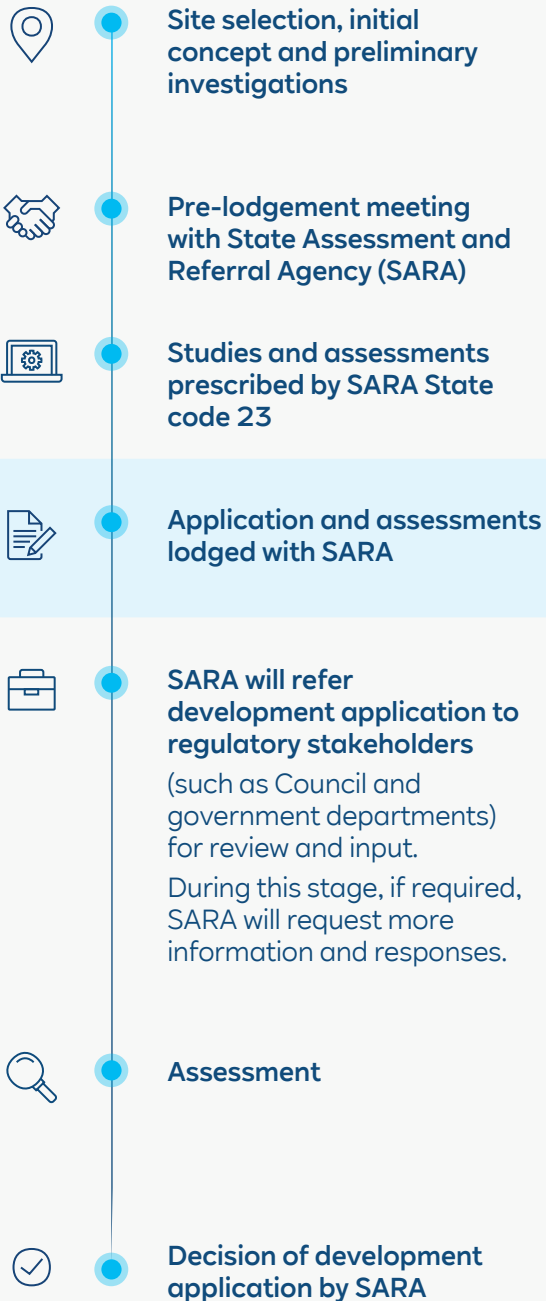 Site selection, initial
concept and preliminary
investigations
Pre-lodgement meeting
with State Assessment and
Referral Agency (SARA)
Studies and assessments
prescribed by SARA State
code 23
Application and assessments
lodged with SARA
SARA will refer
development application to
regulatory stakeholders
(such as Council and
government departments)
for review and input.
During this stage, if required,
SARA will request more
information and responses.
Assessment
Decision of development
application by SARA